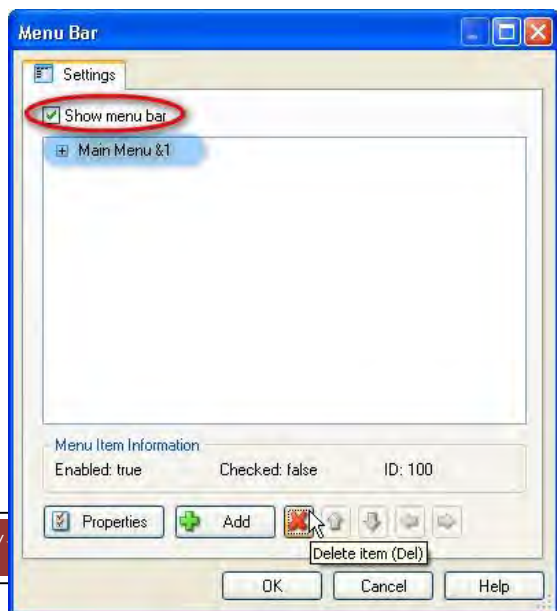 Menu Bar
Settings
Show menu bar
Main Menu &1
Menu Item Information
Enabled: true Checked: false ID: 100
Properties Add
Delete item (Del)
OK Cancel Help